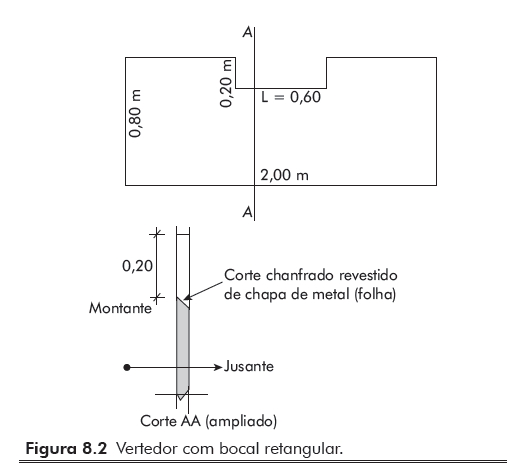 A
0,80 m
0,20 m
L = 0,60
2,00 m
A
0,20
Corte chanfrado revestido
de chapa de metal (folha)
Montante
Jusante
Corte AA (ampliado)
Figura 8.2 Vertedor com bocal retangular.